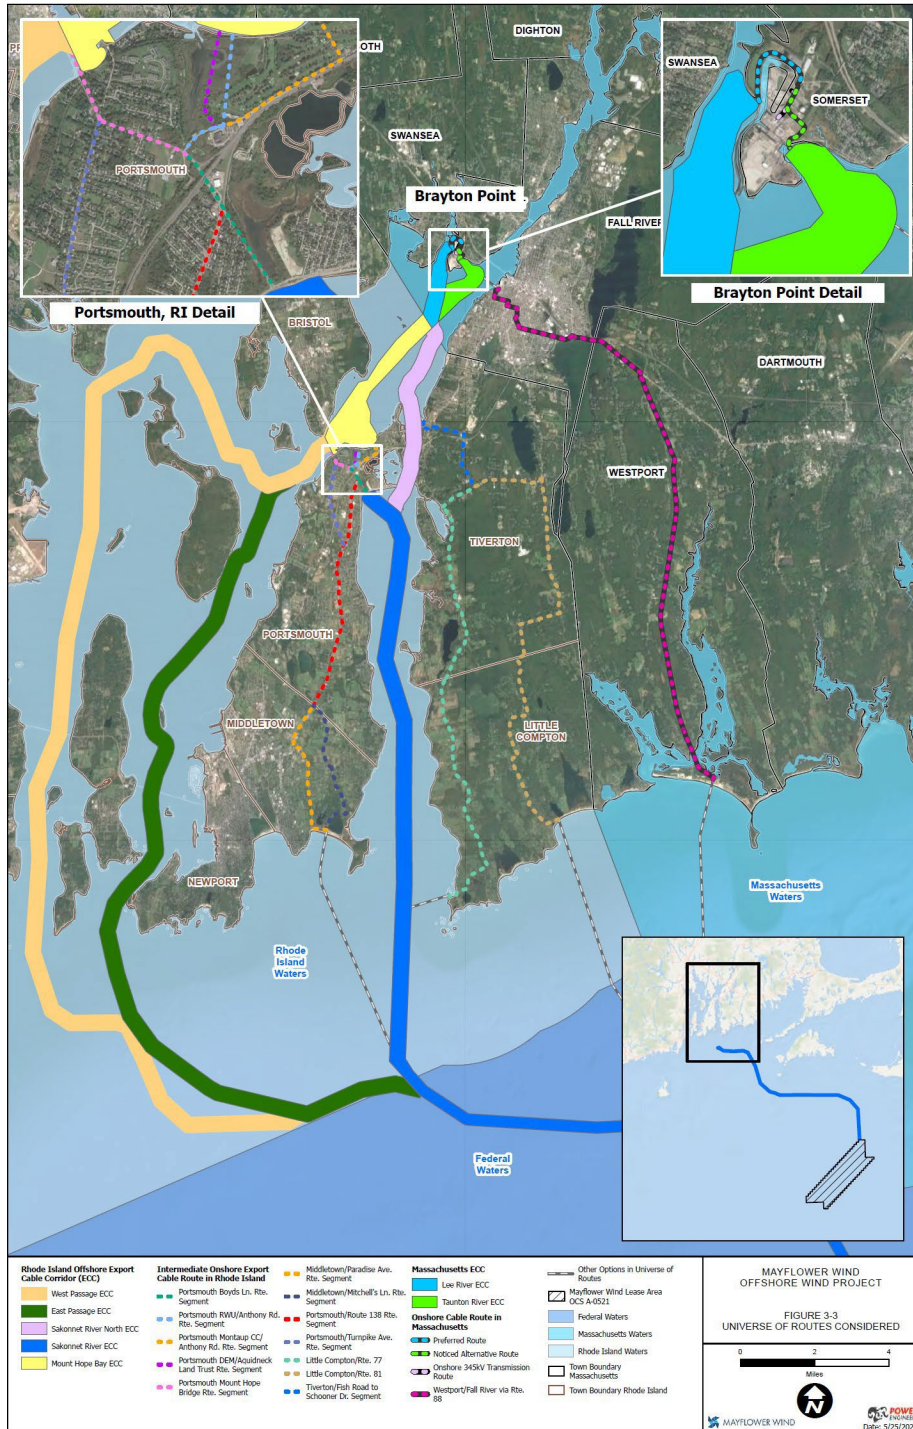 DIGHTON
SWANSEA
SOMERSET
SWANSEA
PORTSMOUTH
Brayton Point
FALL RIVER
Portsmouth, RI Detail
Brayton Point Detail
BRISTOL
DARTMOUTH
WESTPORT
TIVERTON
PORTSMOUTH
MIDDLETOWN
LITTLE
COMPTON
NEWPORT
Massachusetts
Waters
Rhode
Island
Waters
Federal
Waters
Rhode Island Offshore Export
Cable Corridor (ECC)
West Passage ECC
East Passage ECC
Sakonnet River North ECC
Sakonnet River ECC
Mount Hope Bay ECC
Intermediate Onshore Export
Cable Route in Rhode Island
Portsmouth Boyds Ln. Rte.
Segment
Portsmouth RWU/Anthony Rd.
Rte. Segment
Portsmouth Montaup CC/
Anthony Rd. Rte. Segment
Portsmouth DEM/Aquidneck
Land Trust Rte. Segment
Portsmouth Mount Hope
Bridge Rte. Segment
Middletown/Paradise Ave.
Rte. Segment
Middletown/Mitchell's Ln. Rte.
Segment
Portsmouth/Route 138 Rte.
Segment
Portsmouth/Turnpike Ave.
Rte. Segment
Little Compton/Rte. 77
Little Compton/Rte. 81
Tiverton/Fish Road to
Schooner Dr. Segment
Massachusetts ECC
Lee River ECC
Taunton River ECC
Onshore Cable Route in
Massachusetts
Preferred Route
Noticed Alternative Route
Onshore 345kV Transmission
Route
Westport/Fall River via Rte.
88
Other Options in Universe of
Routes
Mayflower Wind Lease Area
OCS A-0521
Federal Waters
Massachusetts Waters
Rhode Island Waters
Town Boundary
Massachusetts
Town Boundary Rhode Island
MAYFLOWER WIND
OFFSHORE WIND PROJECT
FIGURE 3-3
UNIVERSE OF ROUTES CONSIDERED
0 2 4
Miles
N
MAYFLOWER WIND
POWE
ENGINEE
Date: 5/25/202